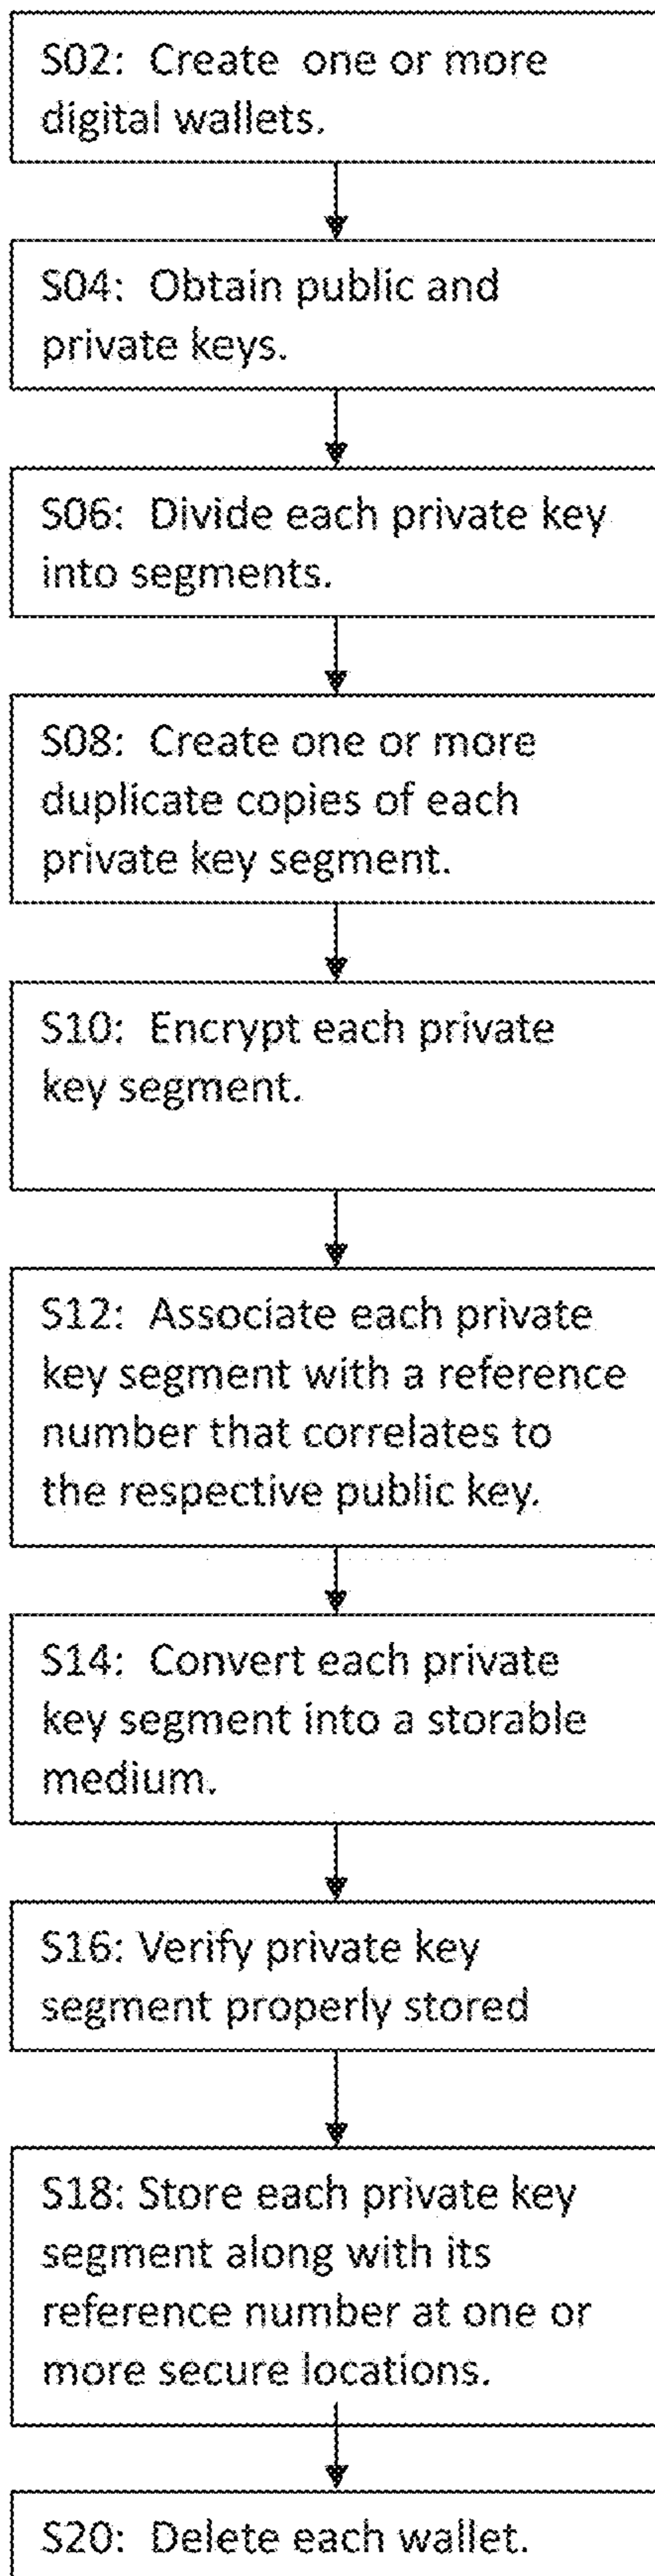 S02: Create one or more
digital wallets.
S04: Obtain public and
private keys.
S06: Divide each private key
into segments.
S08: Create one or more
duplicate copies of each
private key segment.
S10: Encrypt each private
key segment.
S12: Associate each private
key segment with a reference
number that correlates to
the respective public key.
S14: Convert each private
key segment into a storable
medium.
S16: Verify private key
segment properly stored
S18: Store each private key
segment along with its
reference number at one or
more secure locations.
S20: Delete each wallet.